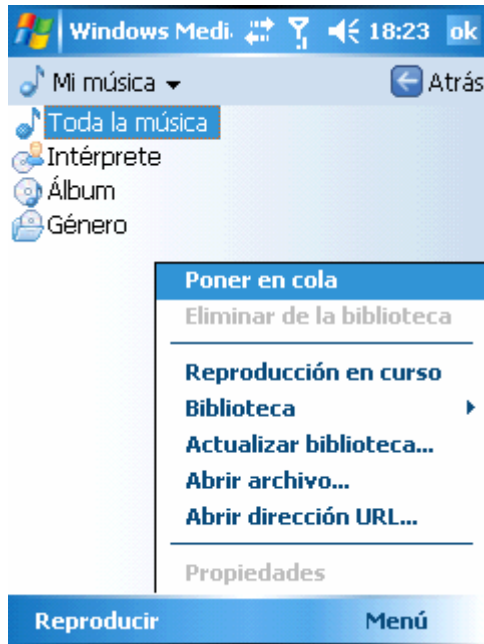 Windows Medi 18:23 ok
Mi música Atrás
Toda la música
Intérprete
Álbum
Género
Poner en cola
Eliminar de la biblioteca
Reproducción en curso
Biblioteca
Actualizar biblioteca...
Abrir archivo...
Abrir dirección URL...
Propiedades
Reproducir Menú